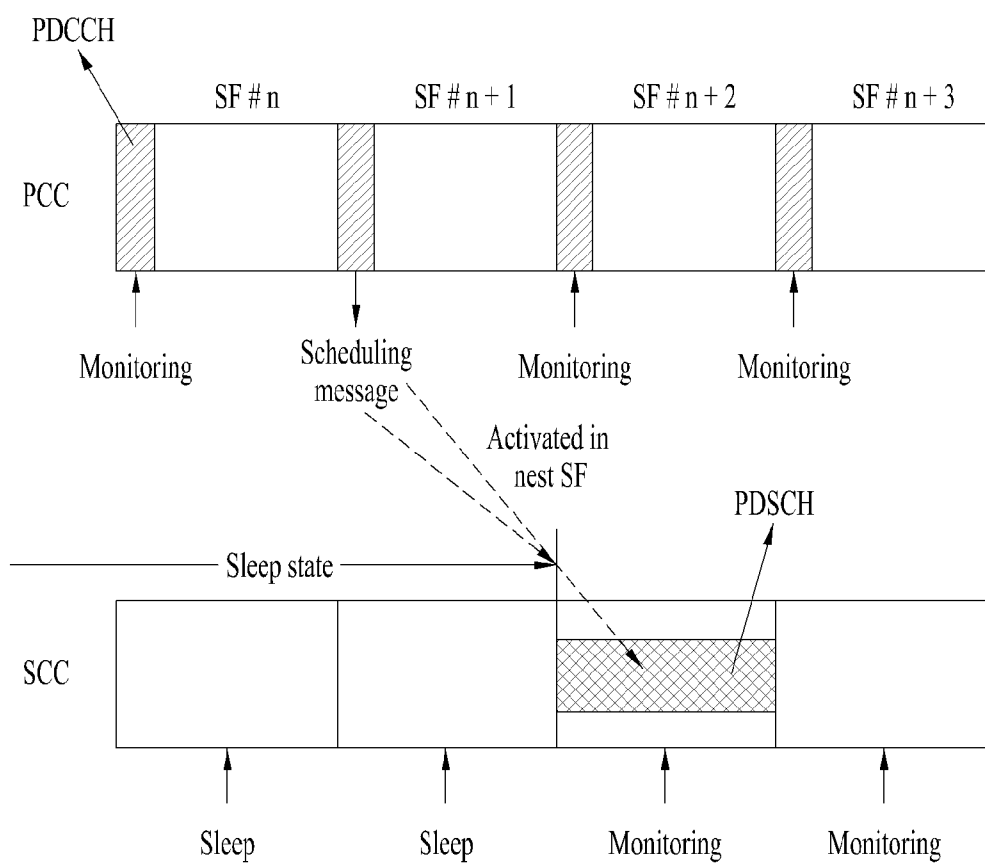 PDCCH
SF # n
SF # n + 1
SF # n + 2
SF # n + 3
PCC
Monitoring
Scheduling
message
Monitoring
Monitoring
Activated in
nest SF
PDSCH
Sleep state
SCC
Sleep
Sleep
Monitoring
Monitoring